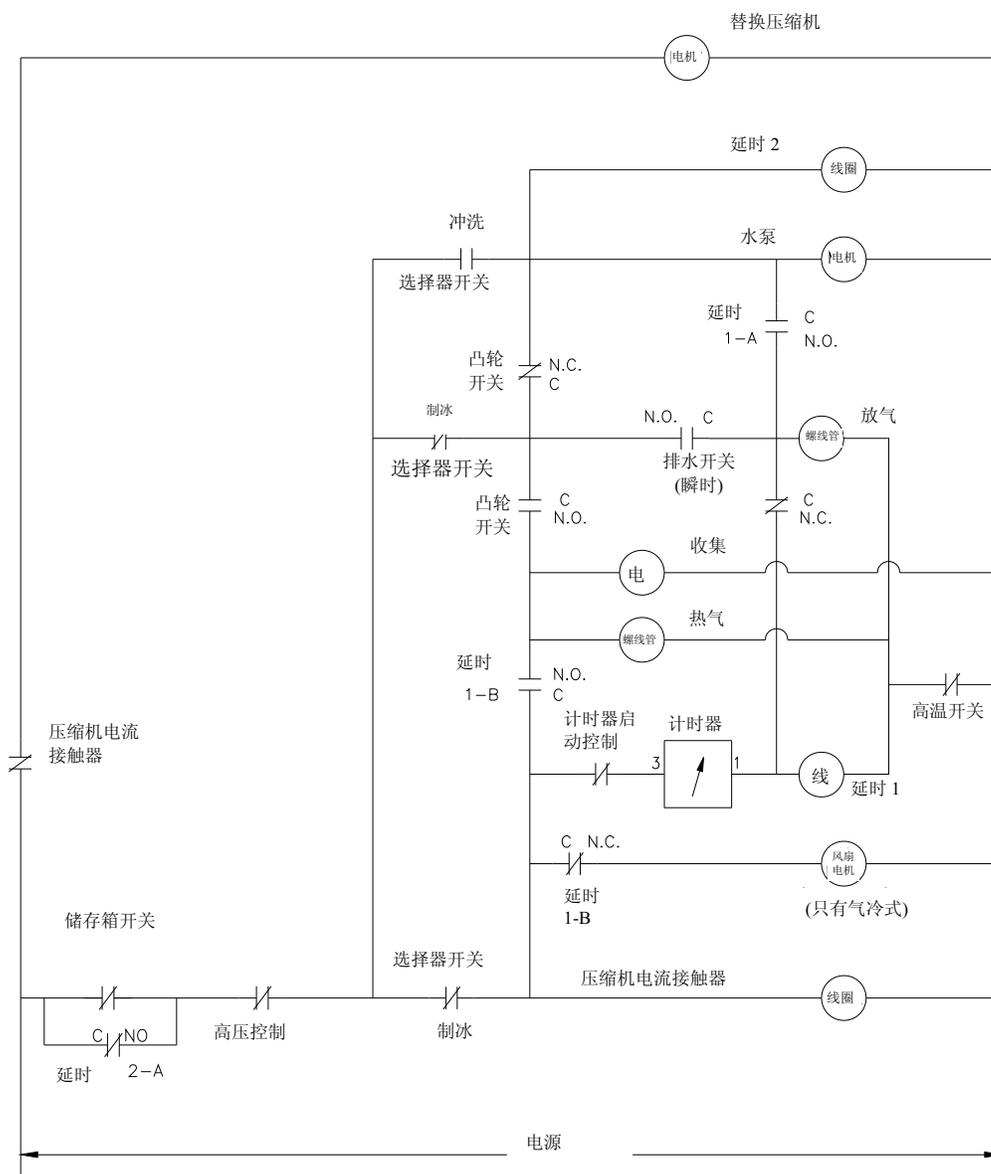 替换压缩机
电机
延时 2
线圈
冲洗
水泵
电机
选择器开关
延时
1-A
C
N.O.
凸轮
开关
N.C.
C
制冰
N.O. C
放气
螺线管
选择器开关
排水开关
(瞬时)
凸轮
开关
C
N.O.
C
N.C.
收集
电
热气
螺线管
延时
1-B
N.O.
C
高温开关
计时器启
动控制
计时器
3
1
线
延时 1
压缩机电流
接触器
C N.C.
风扇
电机
延时
1-B
(只有气冷式)
储存箱开关
选择器开关
压缩机电流接触器
线圈
C NO
高压控制
制冰
延时
2-A
电源